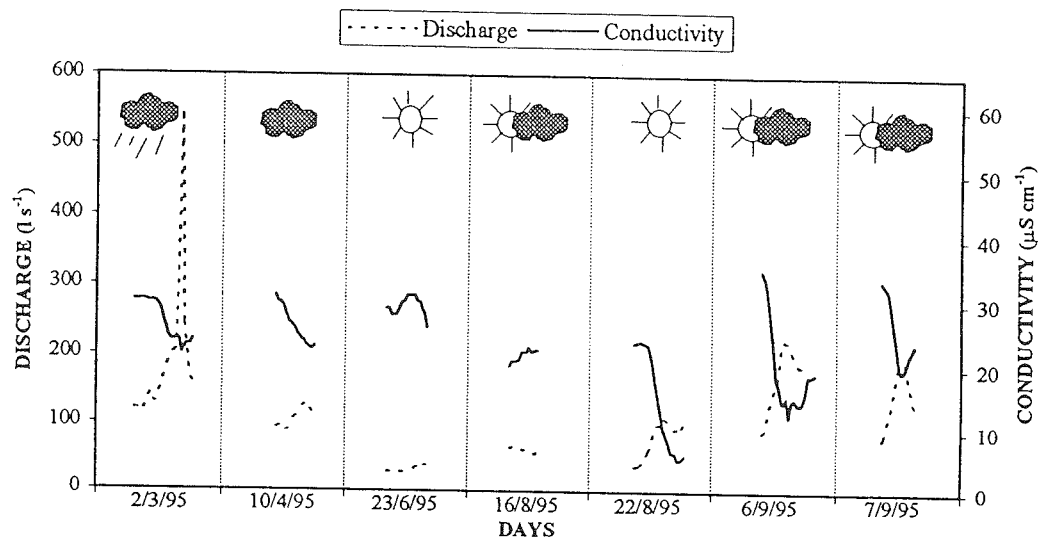 Discharge Conductivity
600
500
400
300
200
100
0
DISCHARGE (l s⁻¹)
60
50
40
30
20
10
0
CONDUCTIVITY (µS cm⁻¹)
2/3/95 10/4/95 23/6/95 16/8/95 22/8/95 6/9/95 7/9/95
DAYS